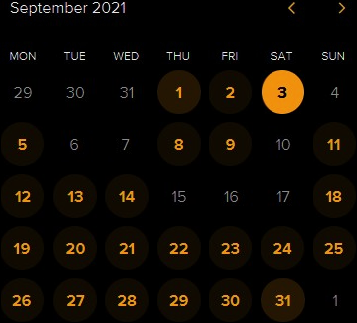 September 2021
MON TUE WED THU FRI SAT SUN
29 30 31 1 2 3 4
5 6 7 8 9 10 11
12 13 14 15 16 17 18
19 20 21 22 23 24 25
26 27 28 29 30 31 1